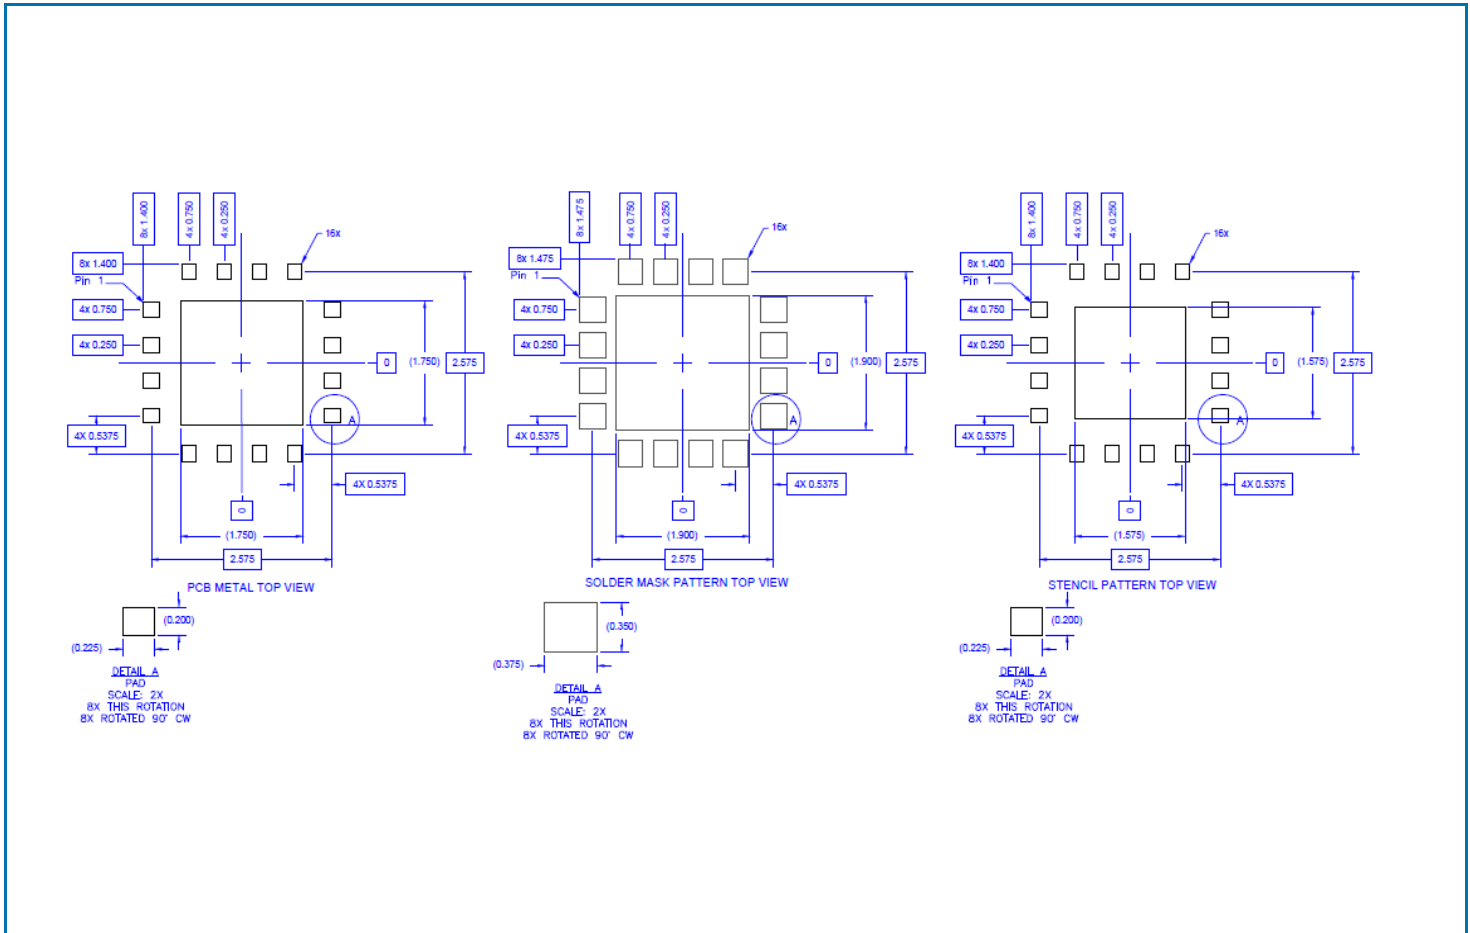 8x 1.400
4x 0.750
4x 0.250
16x
8x 1.400
Pin 1
4x 0.750
4x 0.250
0
(1.750)
2.575
A
4X 0.5375
4X 0.5375
0
(1.750)
2.575
PCB METAL TOP VIEW
(0.200)
(0.225)
DETAIL A
PAD
SCALE: 2X
8X THIS ROTATION
8X ROTATED 90° CW
8x 1.475
4x 0.750
4x 0.250
16x
8x 1.475
Pin 1
4x 0.750
4x 0.250
0
(1.900)
2.575
A
4X 0.5375
4X 0.5375
0
(1.900)
2.575
SOLDER MASK PATTERN TOP VIEW
(0.350)
(0.375)
DETAIL A
PAD
SCALE: 2X
8X THIS ROTATION
8X ROTATED 90° CW
8x 1.400
4x 0.750
4x 0.250
16x
8x 1.400
Pin 1
4x 0.750
4x 0.250
0
(1.575)
2.575
A
4X 0.5375
4X 0.5375
0
(1.575)
2.575
STENCIL PATTERN TOP VIEW
(0.200)
(0.225)
DETAIL A
PAD
SCALE: 2X
8X THIS ROTATION
8X ROTATED 90° CW